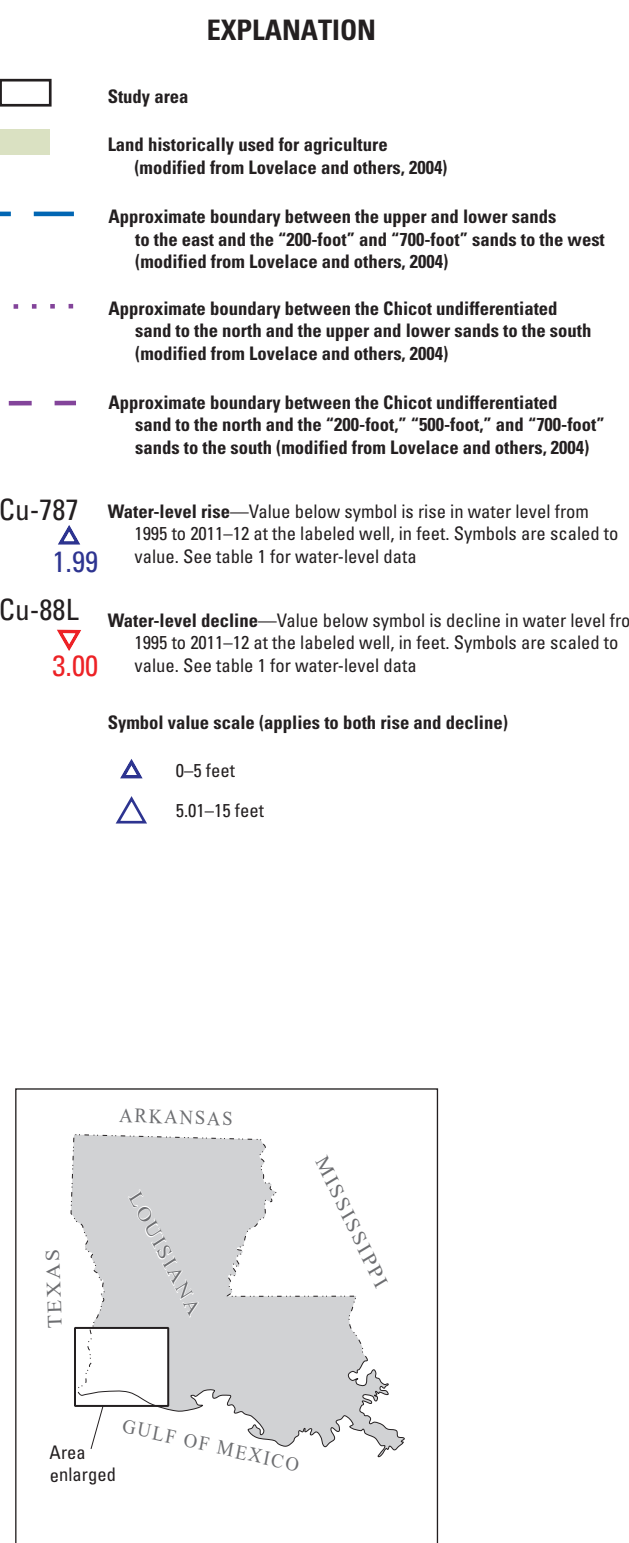 EXPLANATION
Study area
Land historically used for agriculture
(modified from Lovelace and others, 2004)
Approximate boundary between the upper and lower sands
to the east and the “200-foot” and “700-foot” sands to the west
(modified from Lovelace and others, 2004)
Approximate boundary between the Chicot undifferentiated
sand to the north and the upper and lower sands to the south
(modified from Lovelace and others, 2004)
Approximate boundary between the Chicot undifferentiated
sand to the north and the “200-foot,” “500-foot,” and “700-foot”
sands to the south (modified from Lovelace and others, 2004)
Cu-787
1.99
Water-level rise—Value below symbol is rise in water level from
1995 to 2011–12 at the labeled well, in feet. Symbols are scaled to
value. See table 1 for water-level data
Cu-88L
3.00
Water-level decline—Value below symbol is decline in water level fro
1995 to 2011–12 at the labeled well, in feet. Symbols are scaled to
value. See table 1 for water-level data
Symbol value scale (applies to both rise and decline)
0–5 feet
5.01–15 feet
ARKANSAS
MISSISSIPPI
LOUISIANA
TEXAS
GULF OF MEXICO
Area
enlarged